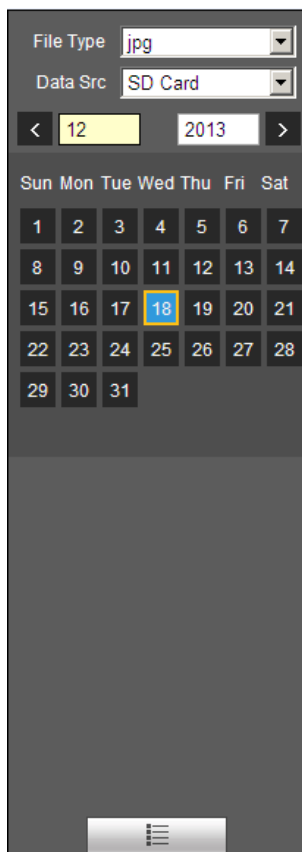 File Type jpg
Data Src SD Card
< 12 2013 >
Sun Mon Tue Wed Thu Fri Sat
1 2 3 4 5 6 7
8 9 10 11 12 13 14
15 16 17 18 19 20 21
22 23 24 25 26 27 28
29 30 31